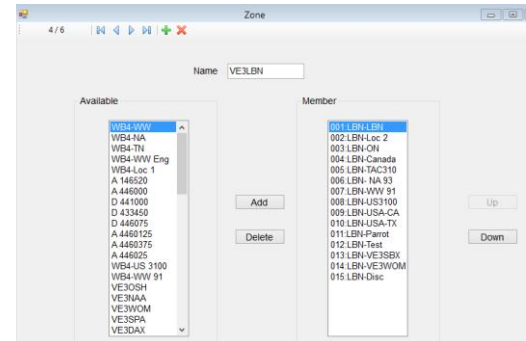 Zone
4 / 6
Name VE3LBN
Available
WB4-WW
WB4-NA
WB4-TN
WB4-WW Eng
WB4-Loc 1
A 146520
A 446000
D 441000
D 433450
D 446075
A 4460125
A 4460375
A 446025
WB4-US 3100
WB4-WW 91
VE3OSH
VE3NAA
VE3WOM
VE3SPA
VE3DAX
Add
Delete
Member
001:LBN-LBN
002:LBN-Loc 2
003:LBN-ON
004:LBN-Canada
005:LBN-TAC310
006:LBN- NA 93
007:LBN-WW 91
008:LBN-US3100
009:LBN-USA-CA
010:LBN-USA-TX
011:LBN-Parrot
012:LBN-Test
013:LBN-VE3SBX
014:LBN-VE3WOM
015:LBN-Disc
Up
Down